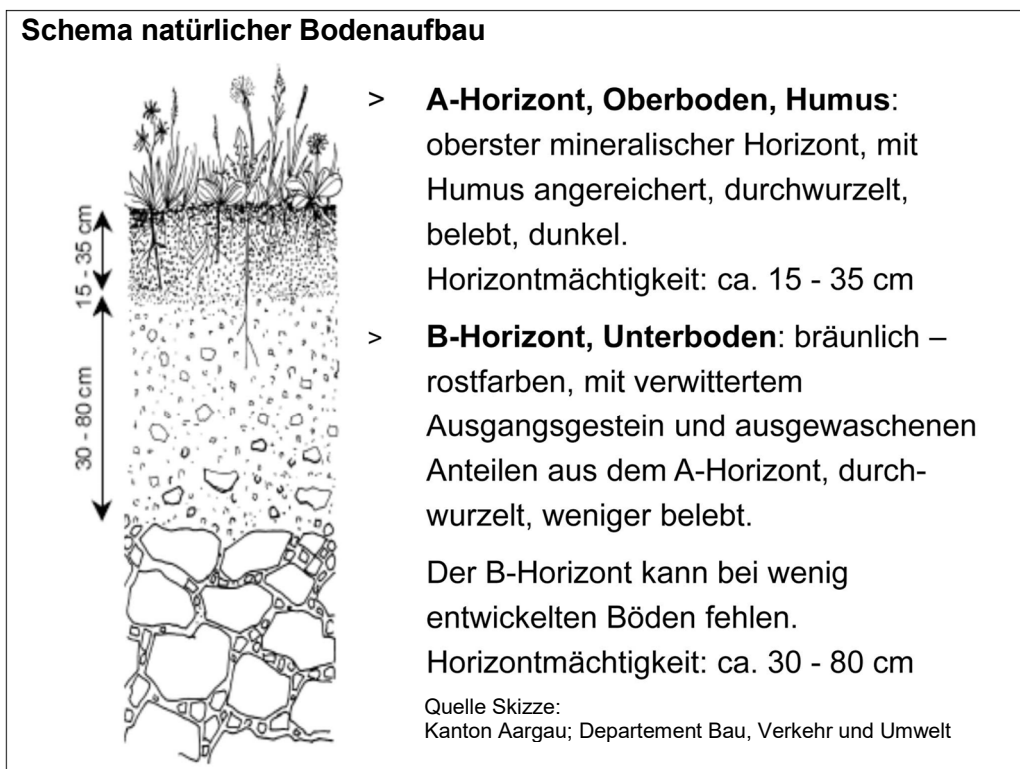 Schema natürlicher Bodenaufbau
> A-Horizont, Oberboden, Humus:
oberster mineralischer Horizont, mit
Humus angereichert, durchwurzelt,
belebt, dunkel.
Horizontmächtigkeit: ca. 15 - 35 cm
15 - 35 cm
> B-Horizont, Unterboden: bräunlich –
rostfarben, mit verwittertem
Ausgangsgestein und ausgewaschenen
Anteilen aus dem A-Horizont, durch-
wurzelt, weniger belebt.
30 - 80 cm
Der B-Horizont kann bei wenig
entwickelten Böden fehlen.
Horizontmächtigkeit: ca. 30 - 80 cm
Quelle Skizze:
Kanton Aargau; Departement Bau, Verkehr und Umwelt